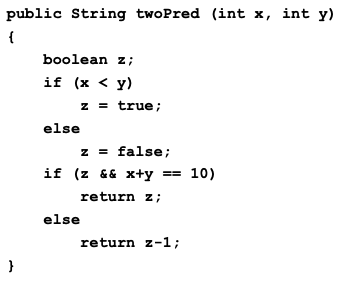 public String twoPred (int x, int y)
{
    boolean z;
    if (x < y)
        z = true;
    else
        z = false;
    if (z && x+y == 10)
        return z;
    else
        return z-1;
}